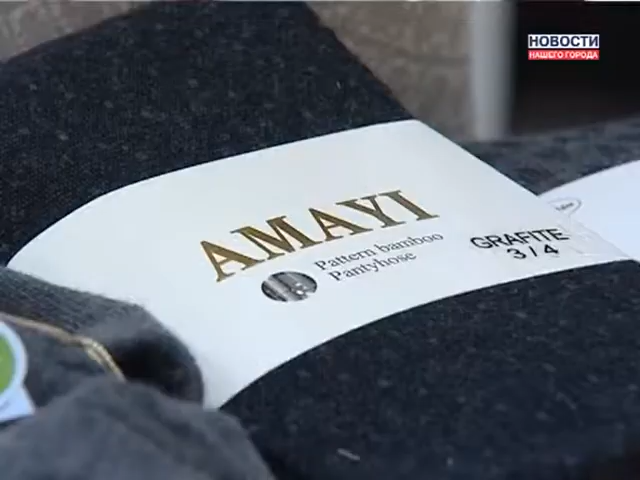 НОВОСТИ
НАШЕГО ГОРОДА
AMAYI
Pattern bamboo
Pantyhose
GRAFITE
3/4